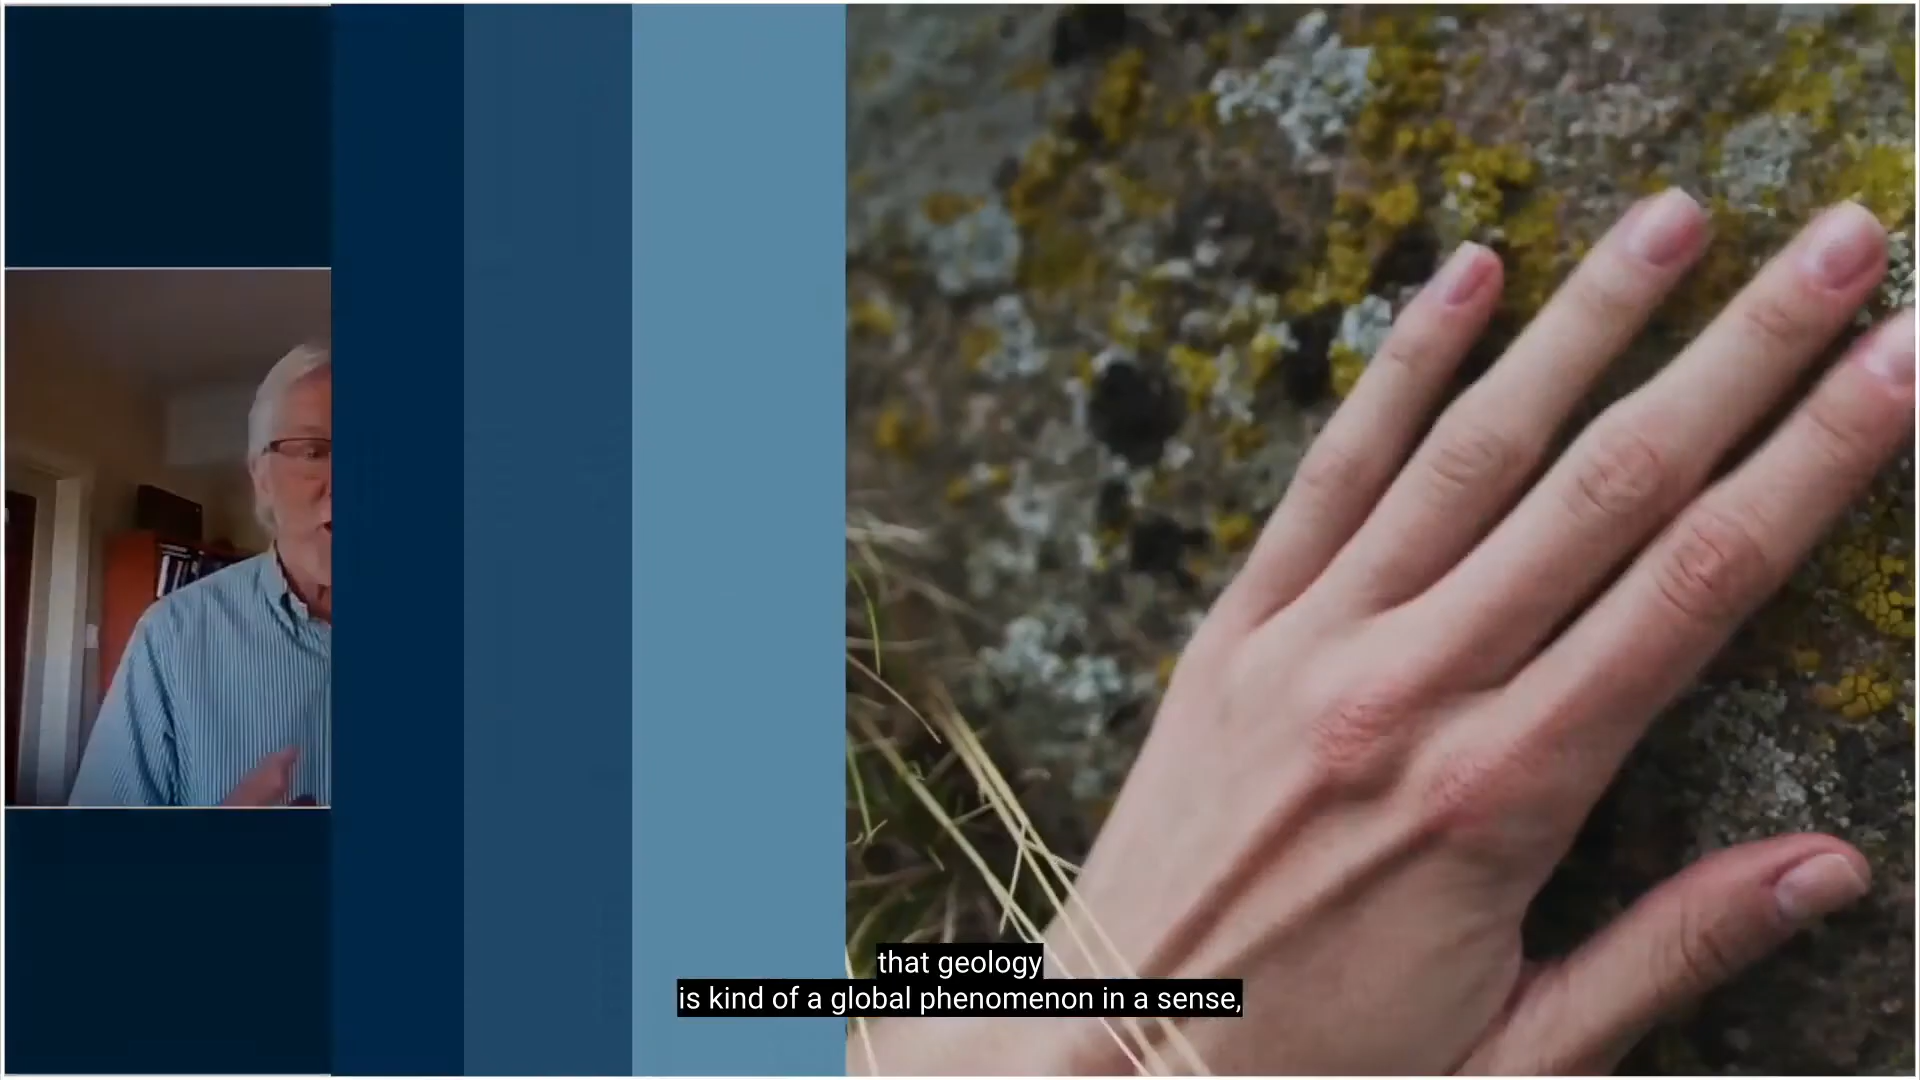 that geology
is kind of a global phenomenon in a sense,